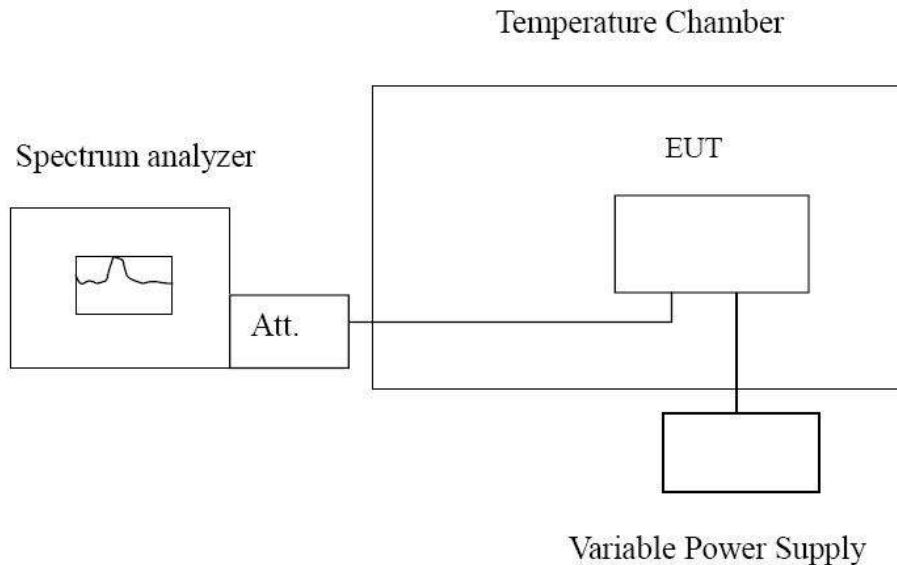 Temperature Chamber
Spectrum analyzer
EUT
Att.
Variable Power Supply